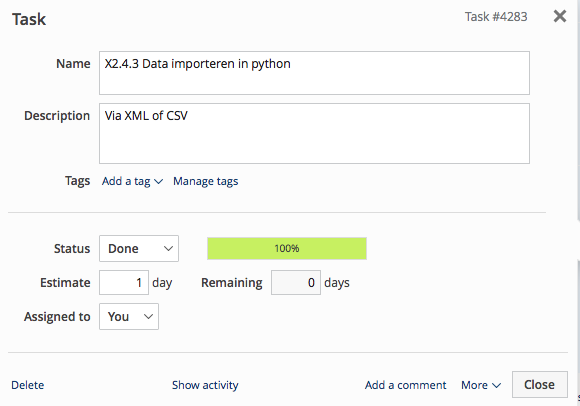 Task
Task #4283
Name X2.4.3 Data importeren in python
Description Via XML of CSV
Tags Add a tag Manage tags
Status Done 100%
Estimate 1 day Remaining 0 days
Assigned to You
Delete Show activity Add a comment More Close